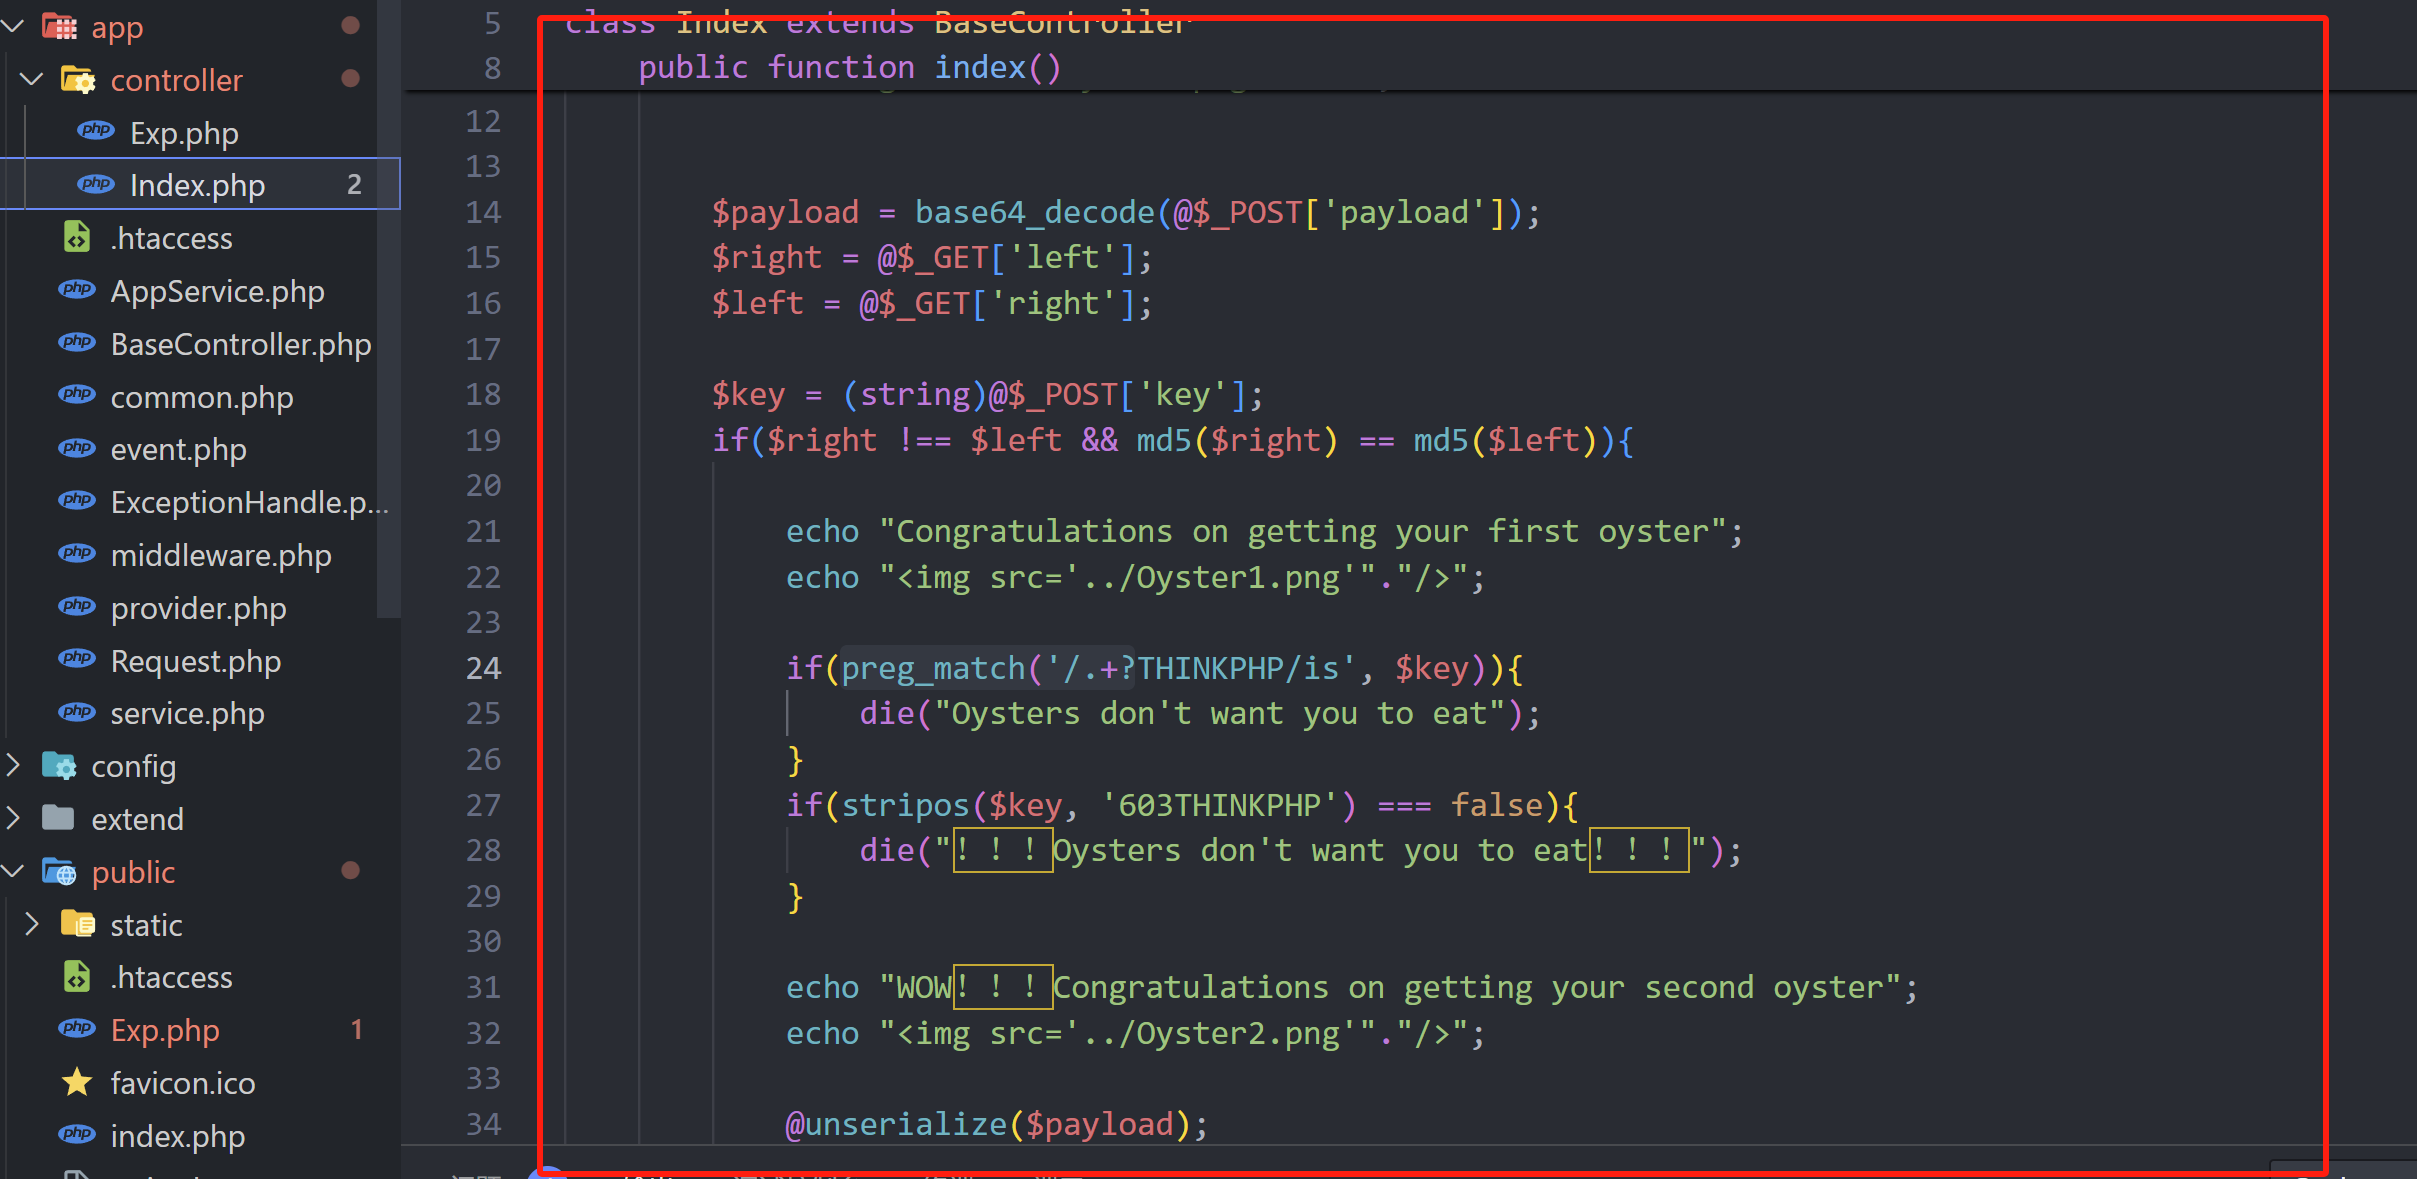 app
controller
Exp.php
Index.php 2
.htaccess
AppService.php
BaseController.php
common.php
event.php
ExceptionHandle.p...
middleware.php
provider.php
Request.php
service.php
config
extend
public
static
.htaccess
Exp.php 1
favicon.ico
index.php
5 class Index extends BaseController
8 public function index()
12
13
14 $payload = base64_decode(@$_POST['payload']);
15 $right = @$_GET['left'];
16 $left = @$_GET['right'];
17
18 $key = (string)@$_POST['key'];
19 if($right !== $left && md5($right) == md5($left)){
20
21 echo "Congratulations on getting your first oyster";
22 echo "<img src='../Oyster1.png'"."/>";
23
24 if(preg_match('/.+?THINKPHP/is', $key)){
25 die("Oysters don't want you to eat");
26 }
27 if(stripos($key, '603THINKPHP') === false){
28 die("！！！Oysters don't want you to eat！！！");
29 }
30
31 echo "WOW！！！Congratulations on getting your second oyster";
32 echo "<img src='../Oyster2.png'"."/>";
33
34 @unserialize($payload);